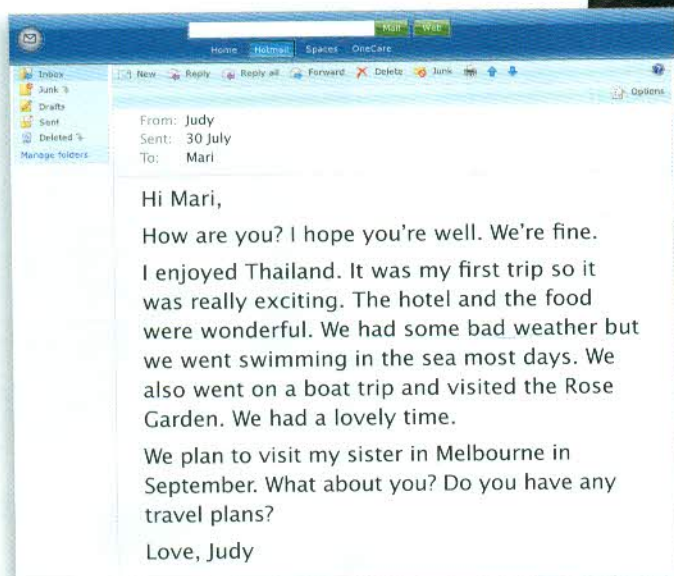 Mail Web
Home Hotmail Spaces OneCare
New Reply Reply all Forward Delete Junk
Options
Inbox
Junk
Drafts
Sent
Deleted
Manage folders
From: Judy
Sent: 30 July
To: Mari
Hi Mari,
How are you? I hope you're well. We're fine.
I enjoyed Thailand. It was my first trip so it
was really exciting. The hotel and the food
were wonderful. We had some bad weather but
we went swimming in the sea most days. We
also went on a boat trip and visited the Rose
Garden. We had a lovely time.
We plan to visit my sister in Melbourne in
September. What about you? Do you have any
travel plans?
Love, Judy